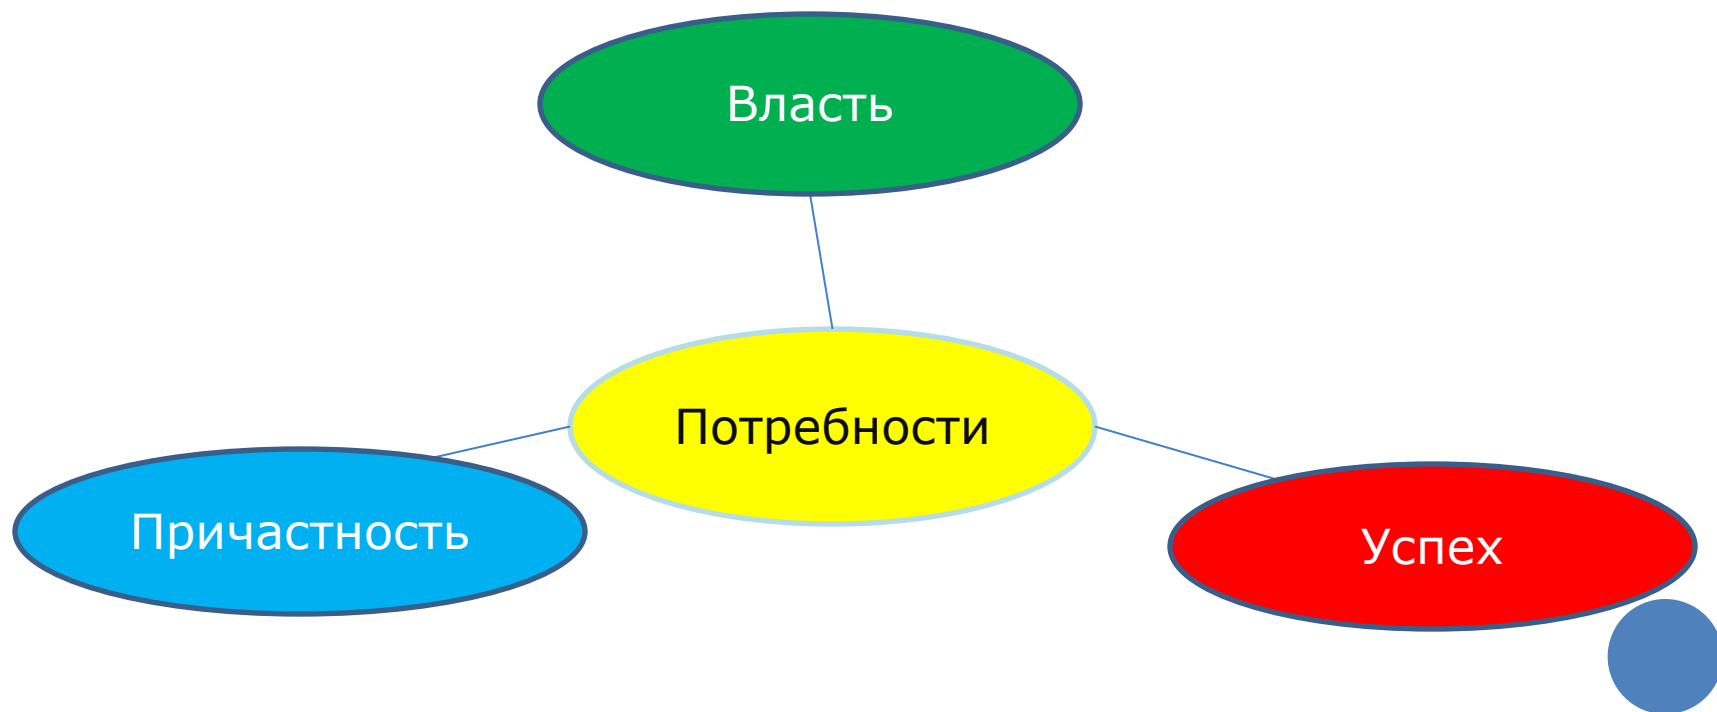 Власть
Потребности
Причастность
Успех